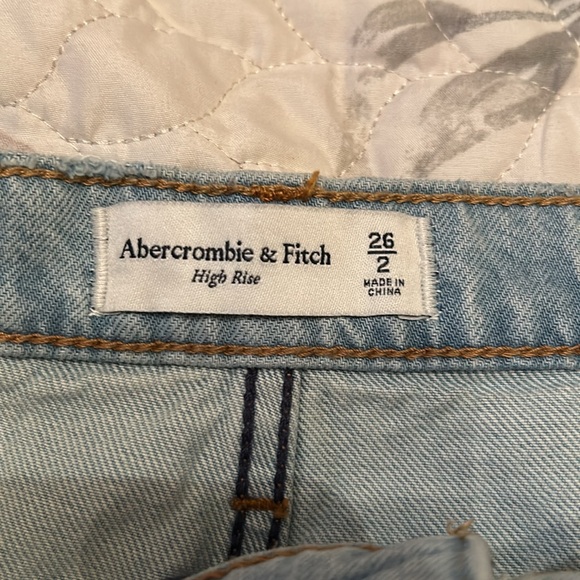 Abercrombie & Fitch
High Rise
26
2
MADE IN
CHINA